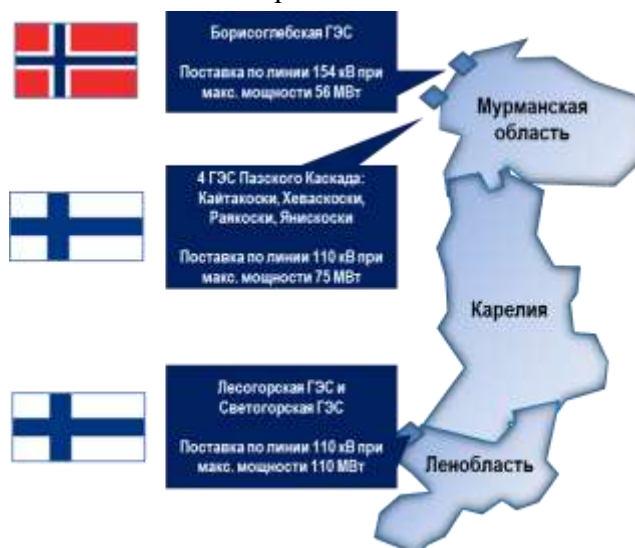 Борисоглебская ГЭС
Поставка по линии 154 кВ при
макс. мощности 56 МВт
Мурманская
область
4 ГЭС Пазского Каскада:
Кайтакоски, Хеваскоски,
Раякоски, Янискоски
Поставка по линии 110 кВ при
макс. мощности 75 МВт
Карелия
Лесогорская ГЭС и
Светогорская ГЭС
Поставка по линии 110 кВ при
макс. мощности 110 МВт
Ленобласть